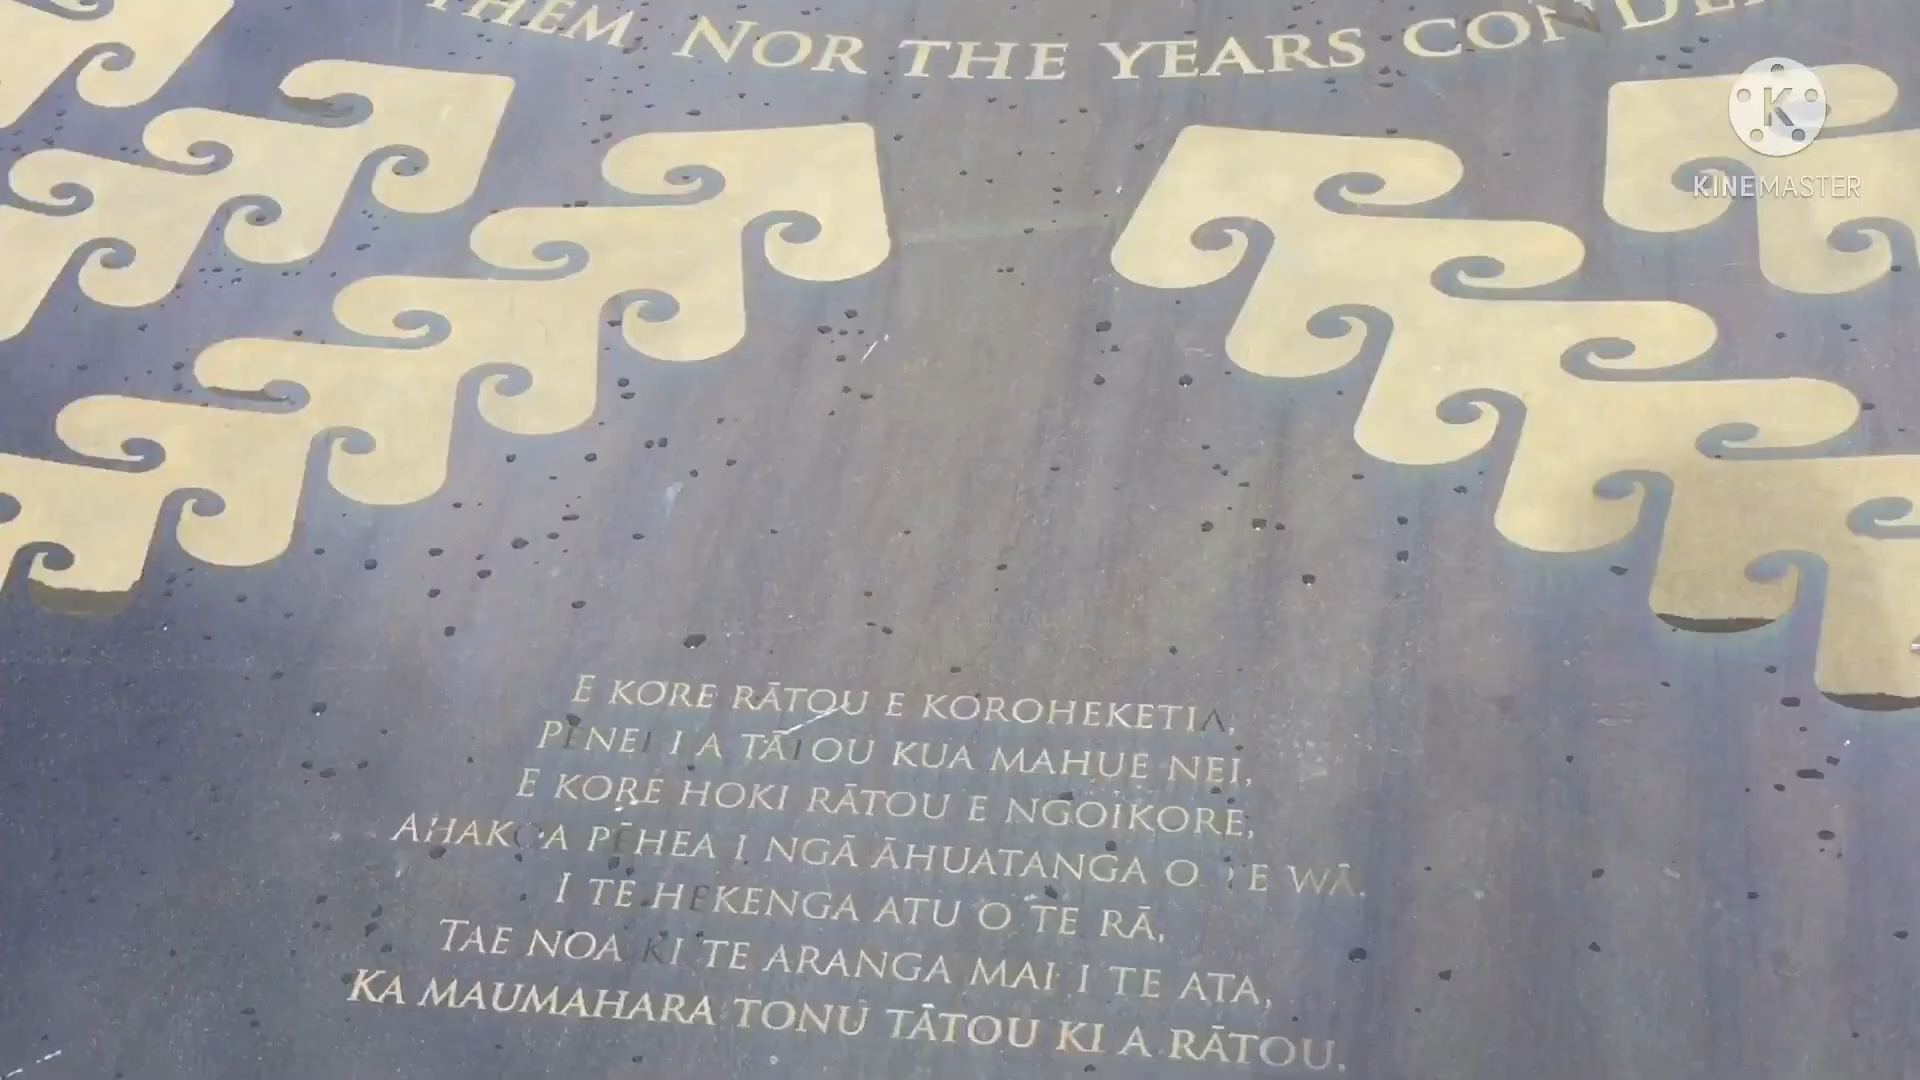 THEM, NOR THE YEARS
KINEMASTER
E KORE RĀTOU E KOROHEKETIA,
PĒNEI I A TĀTOU KUA MAHUE NEI,
E KORE HOKI RĀTOU E NGOIKORE,
AHAKOA PĒHEA I NGĀ ĀHUATANGA O TE WĀ.
I TE HEKENGA ATU O TE RĀ,
TAE NOA KI TE ARANGA MAI I TE ATA,
KA MAUMAHARA TONU TĀTOU KI A RĀTOU.